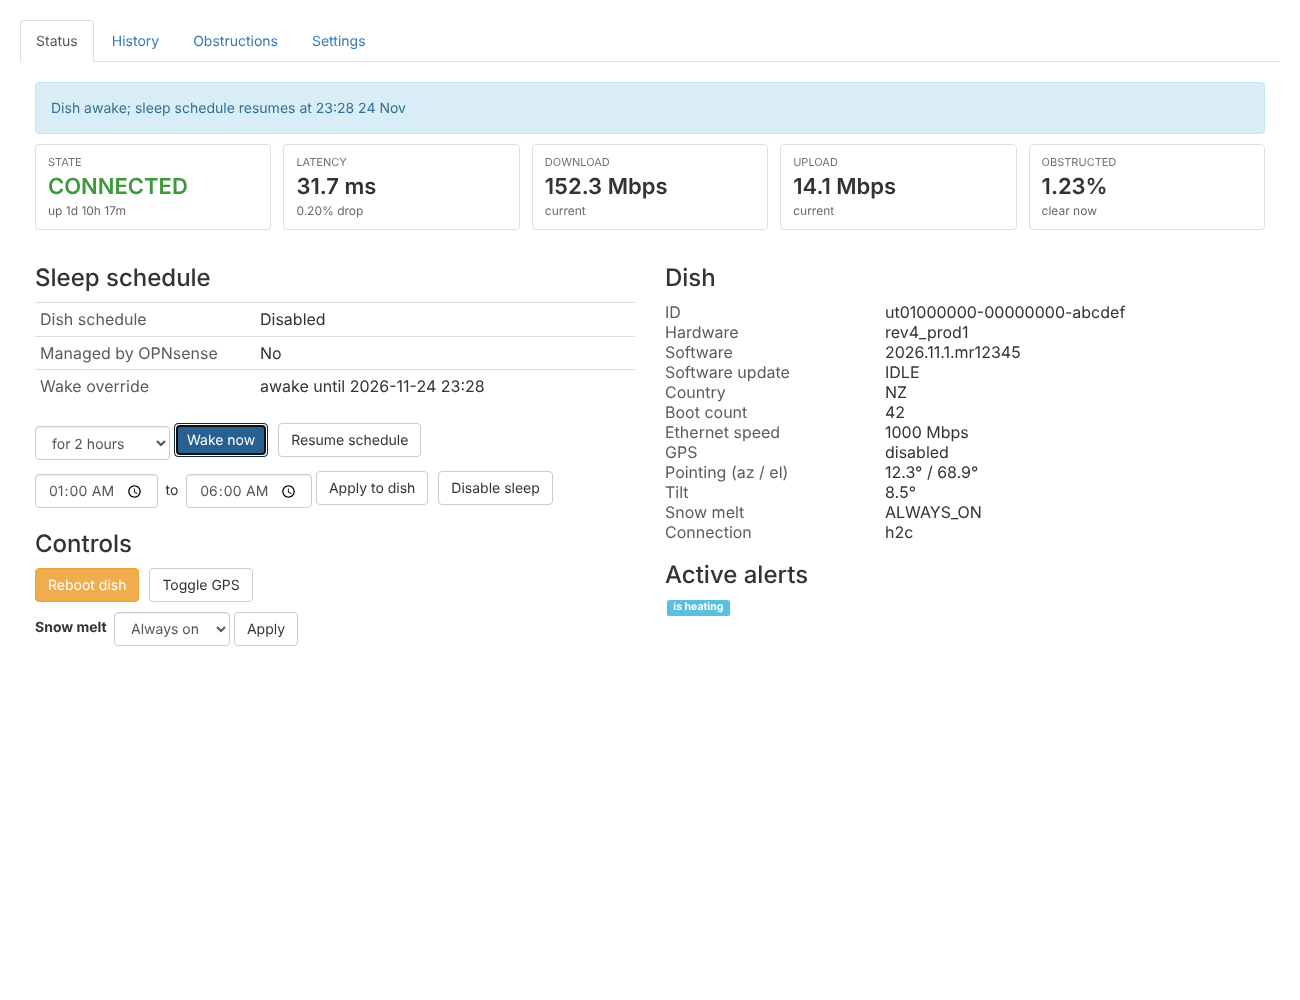 Status History Obstructions Settings
Dish awake; sleep schedule resumes at 23:28 24 Nov
STATE
CONNECTED
up 1d 10h 17m
LATENCY
31.7 ms
0.20% drop
DOWNLOAD
152.3 Mbps
current
UPLOAD
14.1 Mbps
current
OBSTRUCTED
1.23%
clear now
Sleep schedule
Dish schedule Disabled
Managed by OPNsense No
Wake override awake until 2026-11-24 23:28
for 2 hours Wake now Resume schedule
01:00 AM to 06:00 AM Apply to dish Disable sleep
Controls
Reboot dish Toggle GPS
Snow melt Always on Apply
Dish
ID ut01000000-00000000-abcdef
Hardware rev4_prod1
Software 2026.11.1.mr12345
Software update IDLE
Country NZ
Boot count 42
Ethernet speed 1000 Mbps
GPS disabled
Pointing (az / el) 12.3° / 68.9°
Tilt 8.5°
Snow melt ALWAYS_ON
Connection h2c
Active alerts
is heating